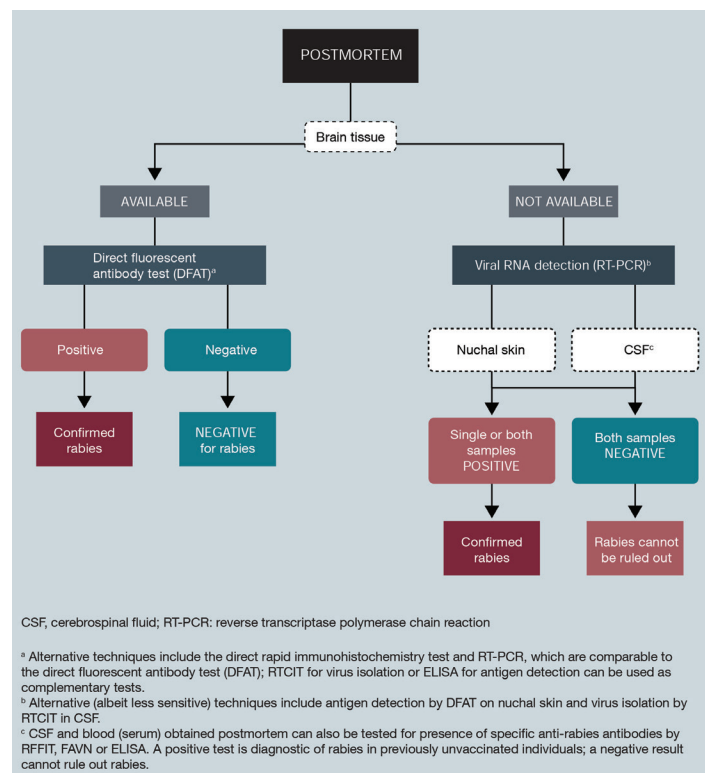 POSTMORTEM
Brain tissue
AVAILABLE
NOT AVAILABLE
Direct fluorescent
antibody test (DFAT)ᵃ
Viral RNA detection (RT-PCR)ᵇ
Positive
Negative
Nuchal skin
CSFᶜ
Confirmed
rabies
NEGATIVE
for rabies
Single or both
samples
POSITIVE
Both samples
NEGATIVE
Confirmed
rabies
Rabies cannot
be ruled out
CSF, cerebrospinal fluid; RT-PCR: reverse transcriptase polymerase chain reaction
ᵃ Alternative techniques include the direct rapid immunohistochemistry test and RT-PCR, which are comparable to
the direct fluorescent antibody test (DFAT); RTCIT for virus isolation or ELISA for antigen detection can be used as
complementary tests.
ᵇ Alternative (albeit less sensitive) techniques include antigen detection by DFAT on nuchal skin and virus isolation by
RTCIT in CSF.
ᶜ CSF and blood (serum) obtained postmortem can also be tested for presence of specific anti-rabies antibodies by
RFFIT, FAVN or ELISA. A positive test is diagnostic of rabies in previously unvaccinated individuals; a negative result
cannot rule out rabies.